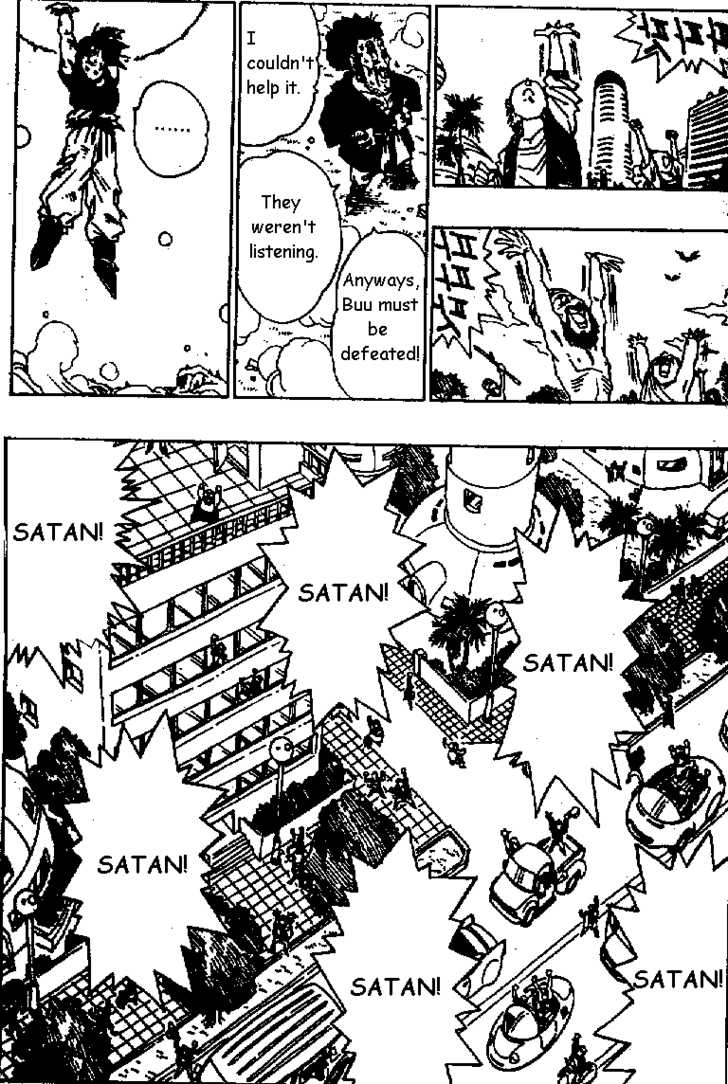 I
couldn't
help it.
They
weren't
listening.
Anyways,
Buu must
be
defeated!
......
SATAN!
SATAN!
SATAN!
SATAN!
SATAN!
SATAN!